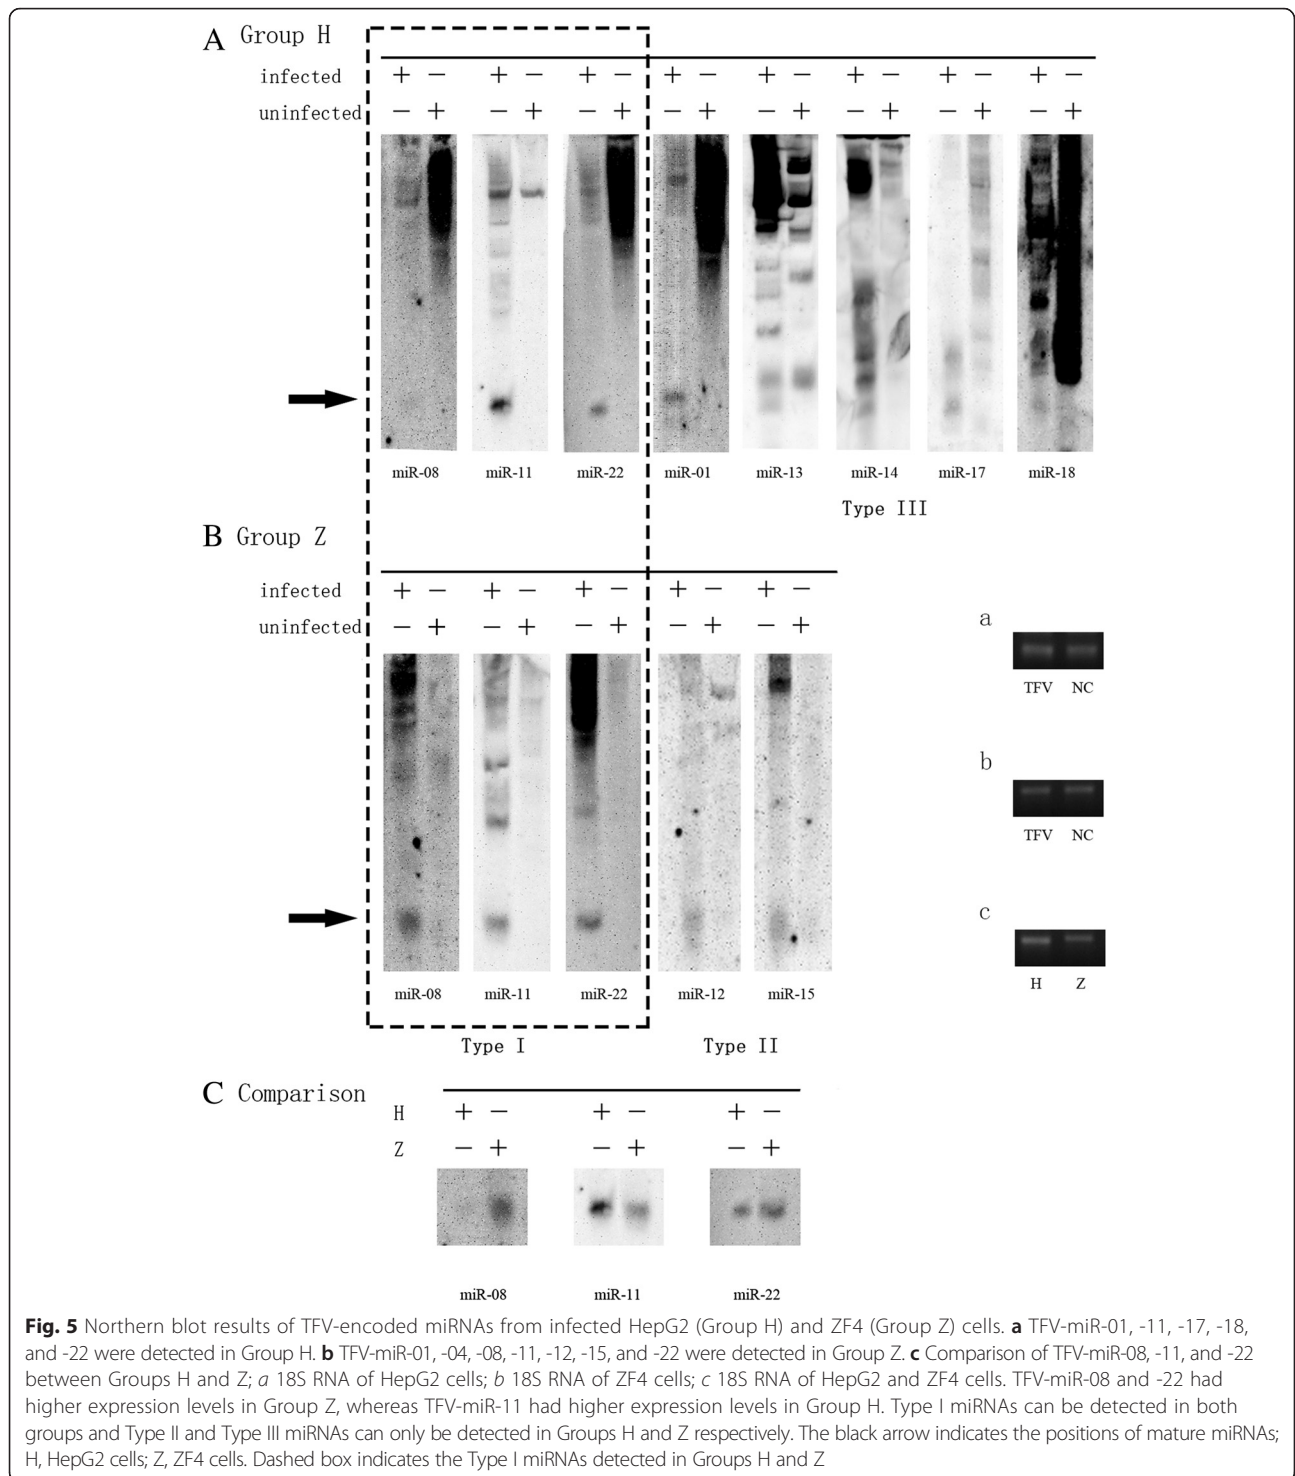 A Group H
infected + − + − + − + − + − + − + − + −
uninfected − + − + − + − + − + − + − + − +
miR-08 miR-11 miR-22 miR-01 miR-13 miR-14 miR-17 miR-18
Type III
B Group Z
infected + − + − + − + − + −
uninfected − + − + − + − + − +
a
TFV NC
b
TFV NC
c
H Z
miR-08 miR-11 miR-22 miR-12 miR-15
Type I Type II
C Comparison
H + − + − + −
Z − + − + − +
miR-08 miR-11 miR-22
Fig. 5 Northern blot results of TFV-encoded miRNAs from infected HepG2 (Group H) and ZF4 (Group Z) cells. a TFV-miR-01, -11, -17, -18,
and -22 were detected in Group H. b TFV-miR-01, -04, -08, -11, -12, -15, and -22 were detected in Group Z. c Comparison of TFV-miR-08, -11, and -22
between Groups H and Z; a 18S RNA of HepG2 cells; b 18S RNA of ZF4 cells; c 18S RNA of HepG2 and ZF4 cells. TFV-miR-08 and -22 had
higher expression levels in Group Z, whereas TFV-miR-11 had higher expression levels in Group H. Type I miRNAs can be detected in both
groups and Type II and Type III miRNAs can only be detected in Groups H and Z respectively. The black arrow indicates the positions of mature miRNAs;
H, HepG2 cells; Z, ZF4 cells. Dashed box indicates the Type I miRNAs detected in Groups H and Z